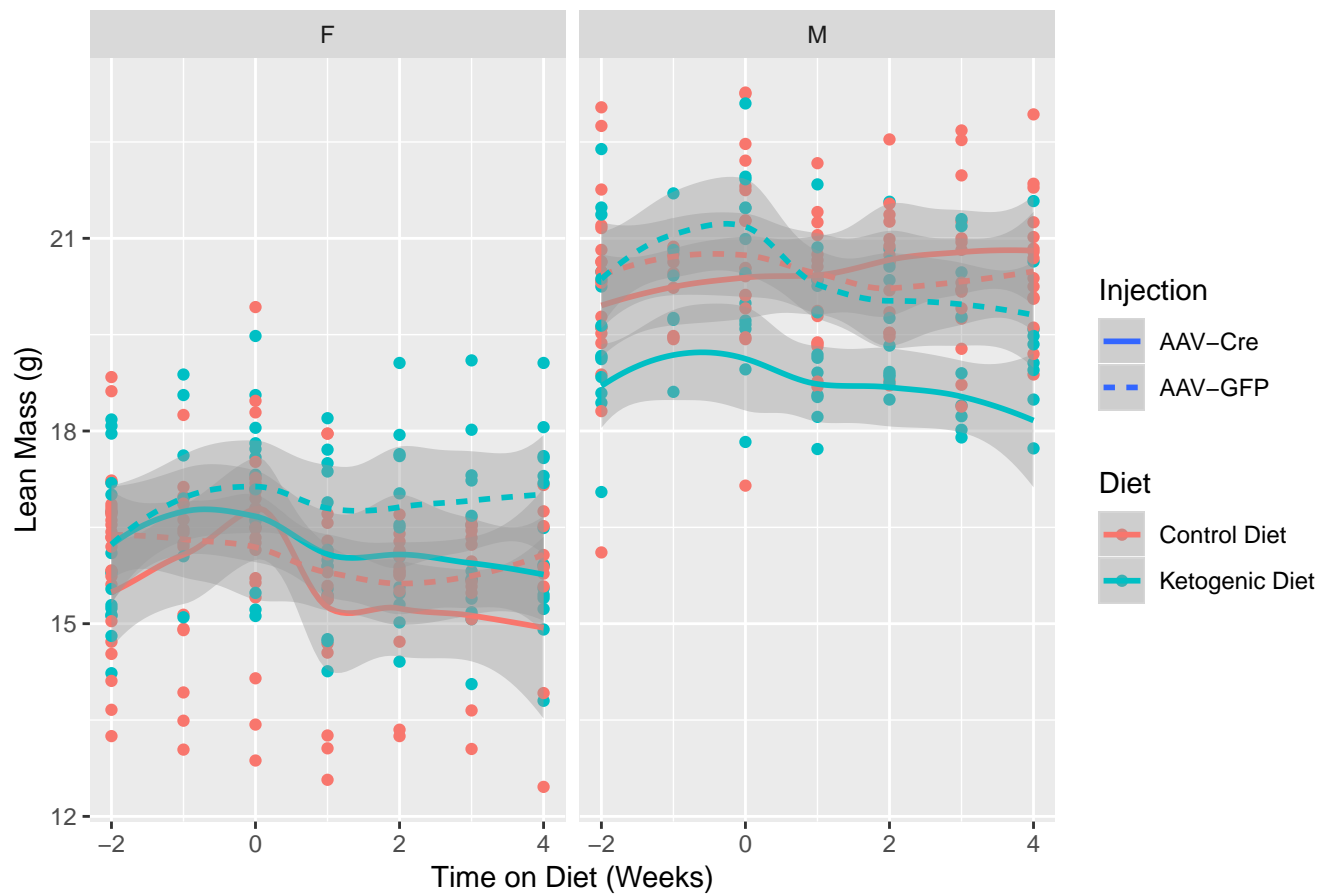 F M
21
18
15
12
−2 0 2 4 −2 0 2 4
Time on Diet (Weeks)
Lean Mass (g)
Injection
AAV−Cre
AAV−GFP
Diet
Control Diet
Ketogenic Diet